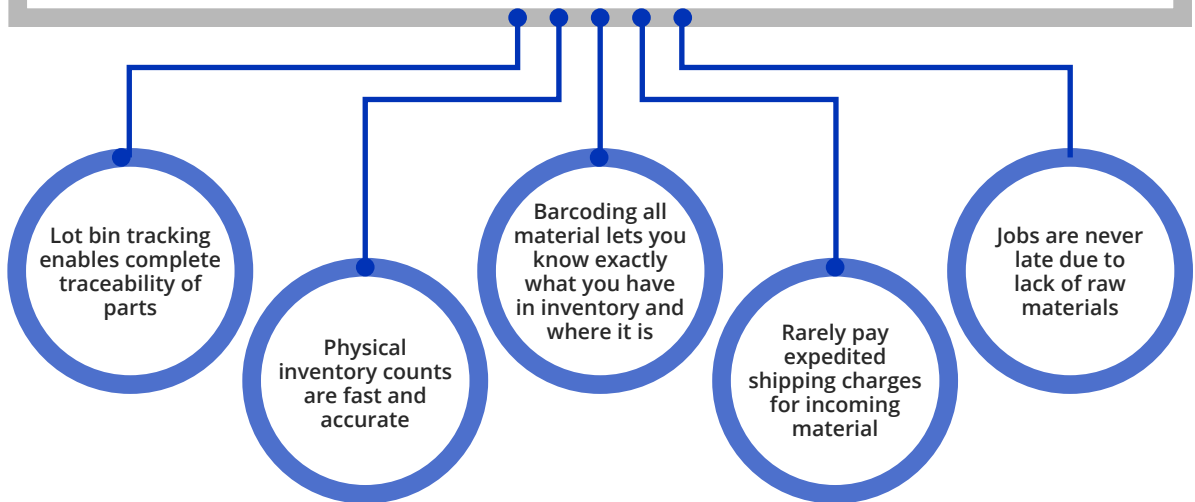 Lot bin tracking
enables complete
traceability of
parts
Physical
inventory counts
are fast and
accurate
Barcoding all
material lets you
know exactly
what you have
in inventory and
where it is
Rarely pay
expedited
shipping charges
for incoming
material
Jobs are never
late due to
lack of raw
materials